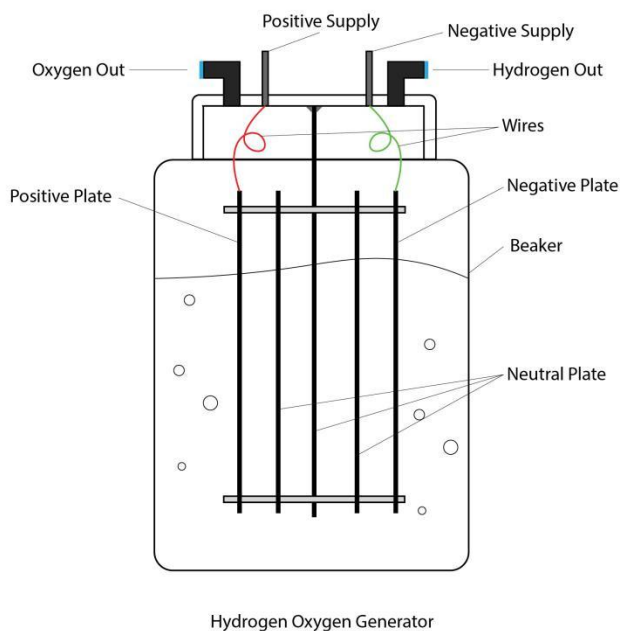 Positive Supply
Negative Supply
Oxygen Out
Hydrogen Out
Wires
Positive Plate
Negative Plate
Beaker
Neutral Plate
Hydrogen Oxygen Generator